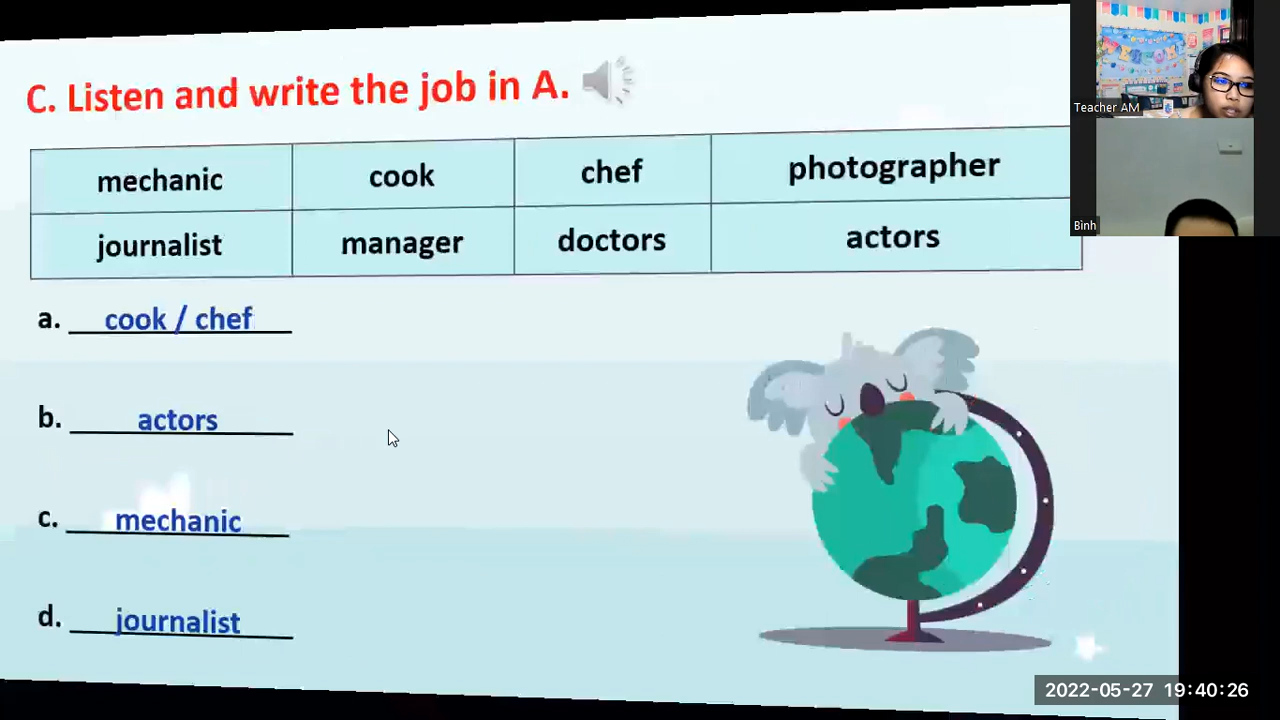 C. Listen and write the job in A.
mechanic cook chef photographer
journalist manager doctors actors
a. cook / chef
b. actors
c. mechanic
d. journalist
Teacher AM
Bình
2022-05-27 19:40:26